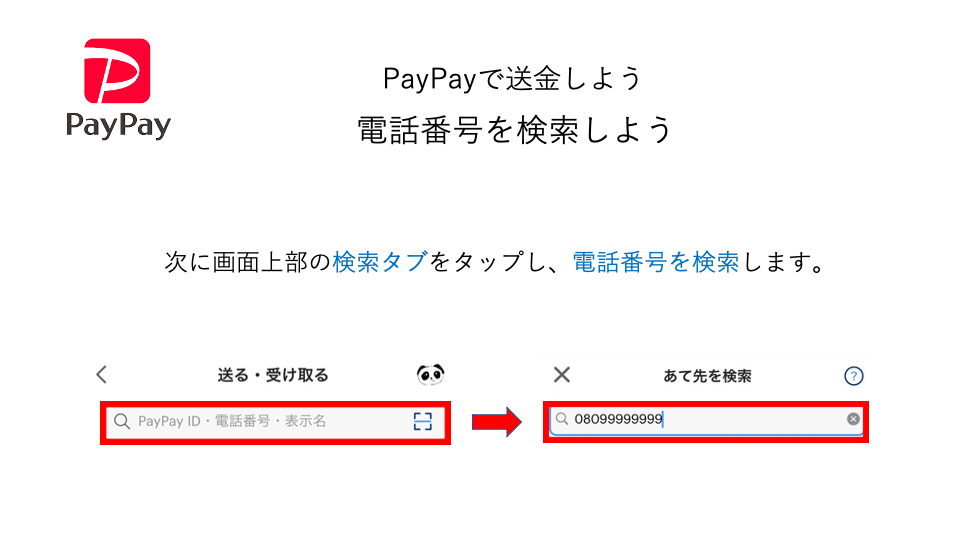 PayPay
PayPayで送金しよう
電話番号を検索しよう
次に画面上部の検索タブをタップし、電話番号を検索します。
送る・受け取る
PayPay ID・電話番号・表示名
あて先を検索
?
08099999999